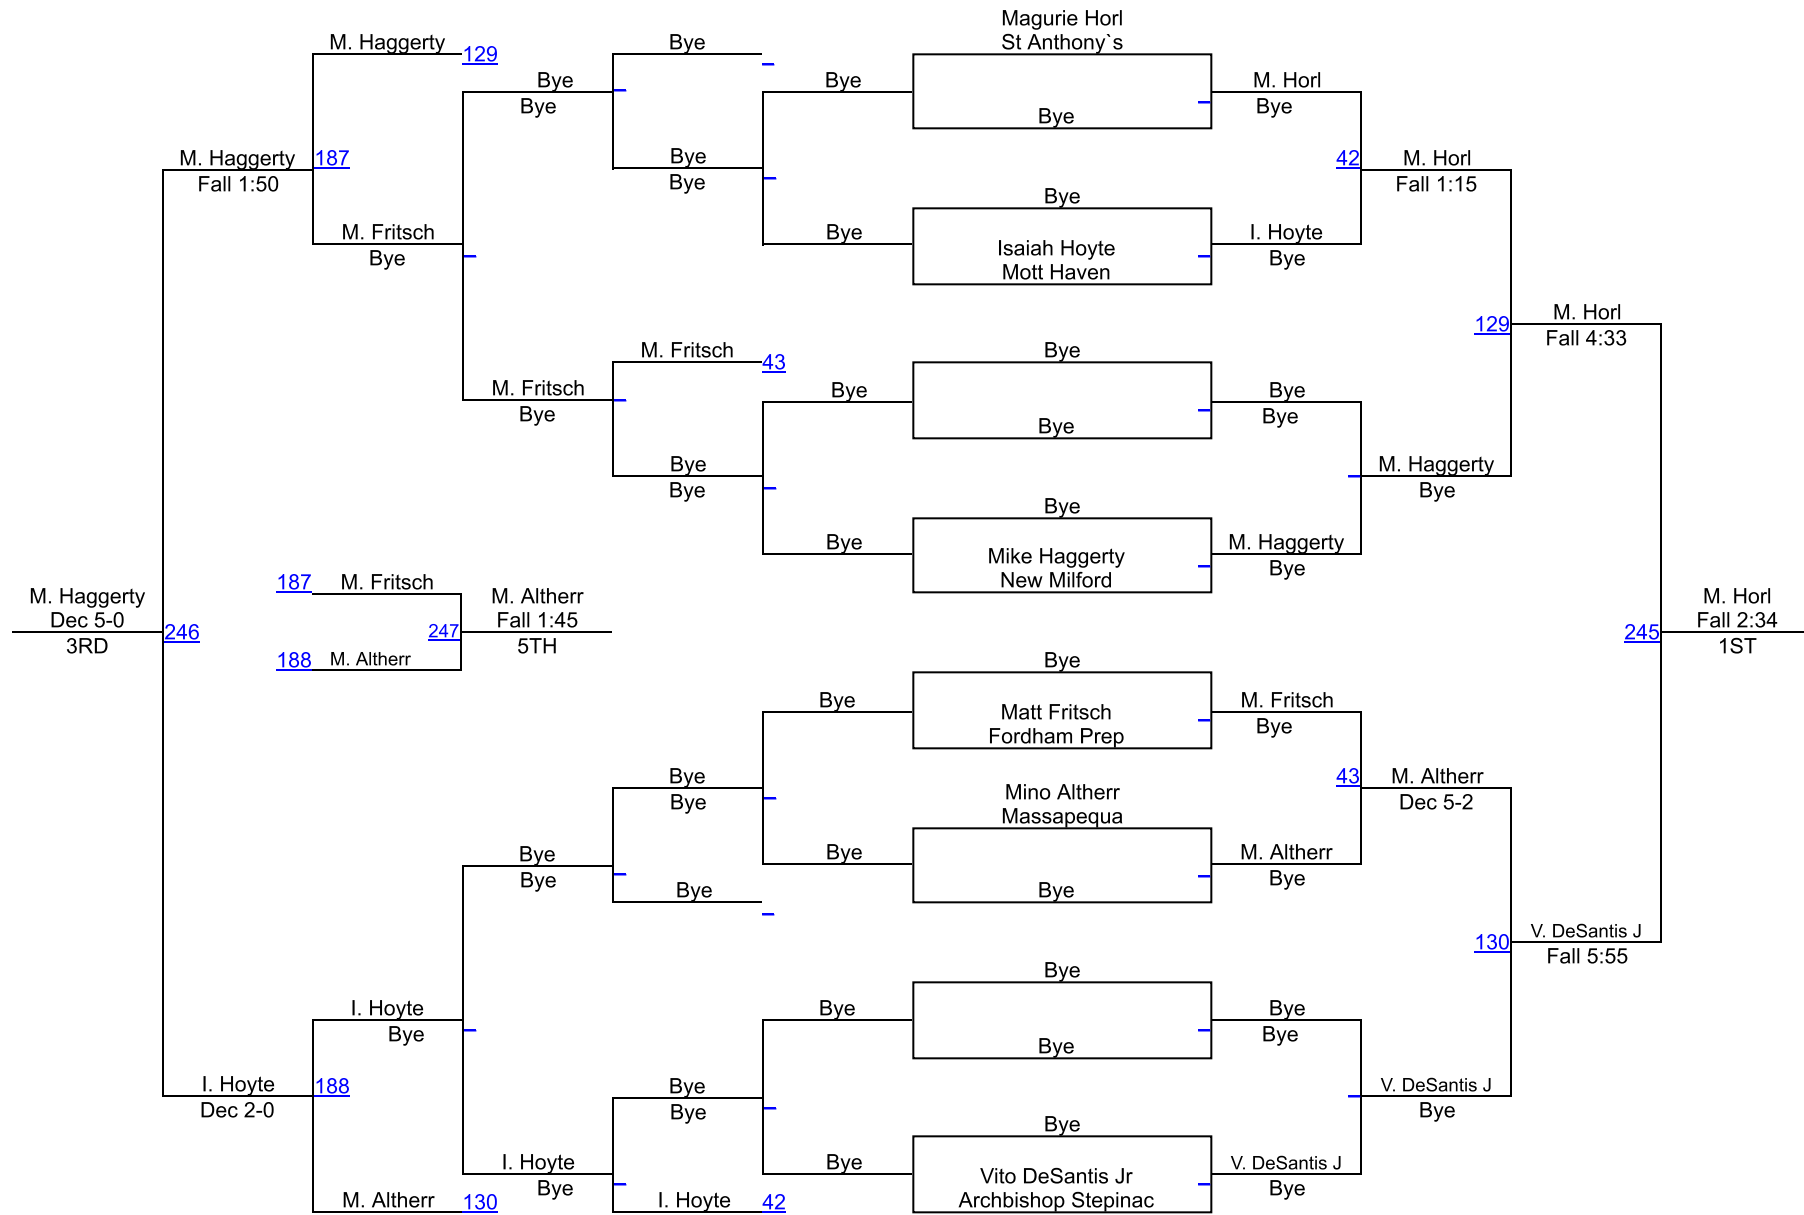 Magurie Horl
St Anthony`s
M. Haggerty
129
Bye
Bye
Bye
Bye
Bye
M. Horl
Bye
Bye
M. Haggerty
187
Fall 1:50
Bye
Bye
42
M. Horl
Fall 1:15
Bye
M. Fritsch
Bye
Bye
Isaiah Hoyte
Mott Haven
I. Hoyte
Bye
129
M. Horl
Fall 4:33
M. Fritsch
43
Bye
Bye
Bye
Bye
Bye
M. Fritsch
Bye
Bye
Bye
M. Haggerty
Bye
Bye
Bye
Mike Haggerty
New Milford
M. Haggerty
Bye
187
M. Fritsch
M. Haggerty
Dec 5-0
3RD
246
247
M. Altherr
Fall 1:45
5TH
245
M. Horl
Fall 2:34
1ST
188
M. Altherr
Bye
Bye
Matt Fritsch
Fordham Prep
M. Fritsch
Bye
Bye
Bye
Mino Altherr
Massapequa
43
M. Altherr
Dec 5-2
Bye
Bye
Bye
M. Altherr
Bye
Bye
Bye
130
V. DeSantis J
Fall 5:55
Bye
I. Hoyte
Bye
Bye
Bye
Bye
Bye
I. Hoyte
Dec 2-0
188
Bye
Bye
V. DeSantis J
Bye
Bye
I. Hoyte
Bye
Bye
Vito DeSantis Jr
Archbishop Stepinac
V. DeSantis J
Bye
M. Altherr
130
I. Hoyte
42